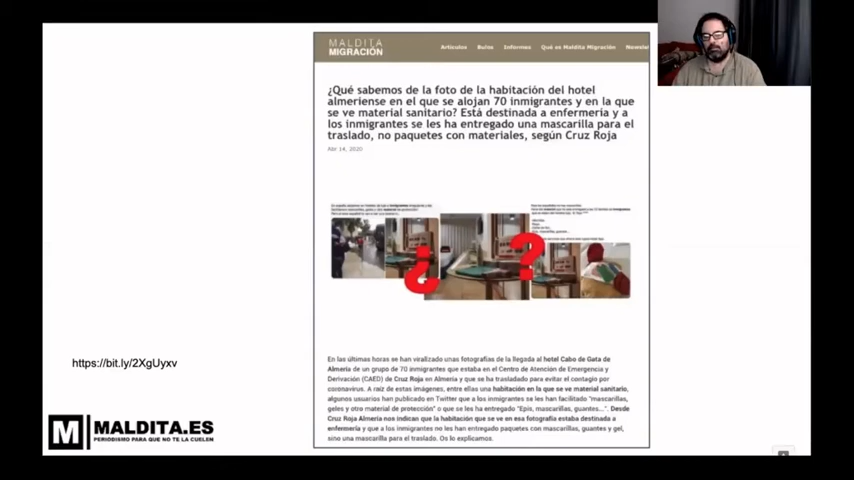 MALDITA
MIGRACIÓN
Artículos Bulos Informes Qué es Maldita Migración Newslet
¿Qué sabemos de la foto de la habitación del hotel
almeriense en el que se alojan 70 inmigrantes y en la que
se ve material sanitario? Está destinada a enfermería y a
los inmigrantes se les ha entregado una mascarilla para el
traslado, no paquetes con materiales, según Cruz Roja
Abr 14, 2020
¿ ?
En las últimas horas se han viralizado unas fotografías de la llegada al hotel Cabo de Gata de
Almería de un grupo de 70 inmigrantes que estaba en el Centro de Atención de Emergencia y
Derivación (CAED) de Cruz Roja en Almería y que se ha trasladado para evitar el contagio por
coronavirus. A raíz de estas imágenes, entre ellas una habitación en la que se ve material sanitario,
algunos usuarios han publicado en Twitter que a los inmigrantes se les han facilitado "mascarillas,
geles y otro material de protección" o que se les ha entregado "Epis, mascarillas, guantes...". Desde
Cruz Roja Almería nos indican que la habitación que se ve en esa fotografía estaba destinada a
enfermería y que a los inmigrantes no les han entregado paquetes con mascarillas, guantes y gel,
sino una mascarilla para el traslado. Os lo explicamos.
https://bit.ly/2XgUyxv
M MALDITA.ES
PERIODISMO PARA QUE NO TE LA CUELEN